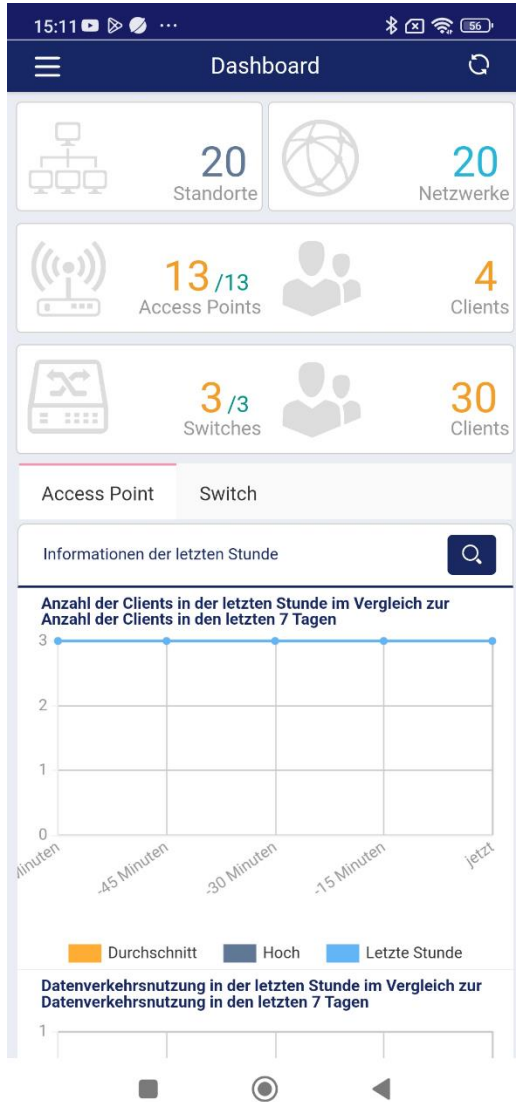 15:11
56
Dashboard
20
Standorte
20
Netzwerke
13/13
Access Points
4
Clients
3/3
Switches
30
Clients
Access Point Switch
Informationen der letzten Stunde
Anzahl der Clients in der letzten Stunde im Vergleich zur
Anzahl der Clients in den letzten 7 Tagen
3
2
1
0
-45 Minuten
-30 Minuten
-15 Minuten
jetzt
Durchschnitt Hoch Letzte Stunde
Datenverkehrsnutzung in der letzten Stunde im Vergleich zur
Datenverkehrsnutzung in den letzten 7 Tagen
1